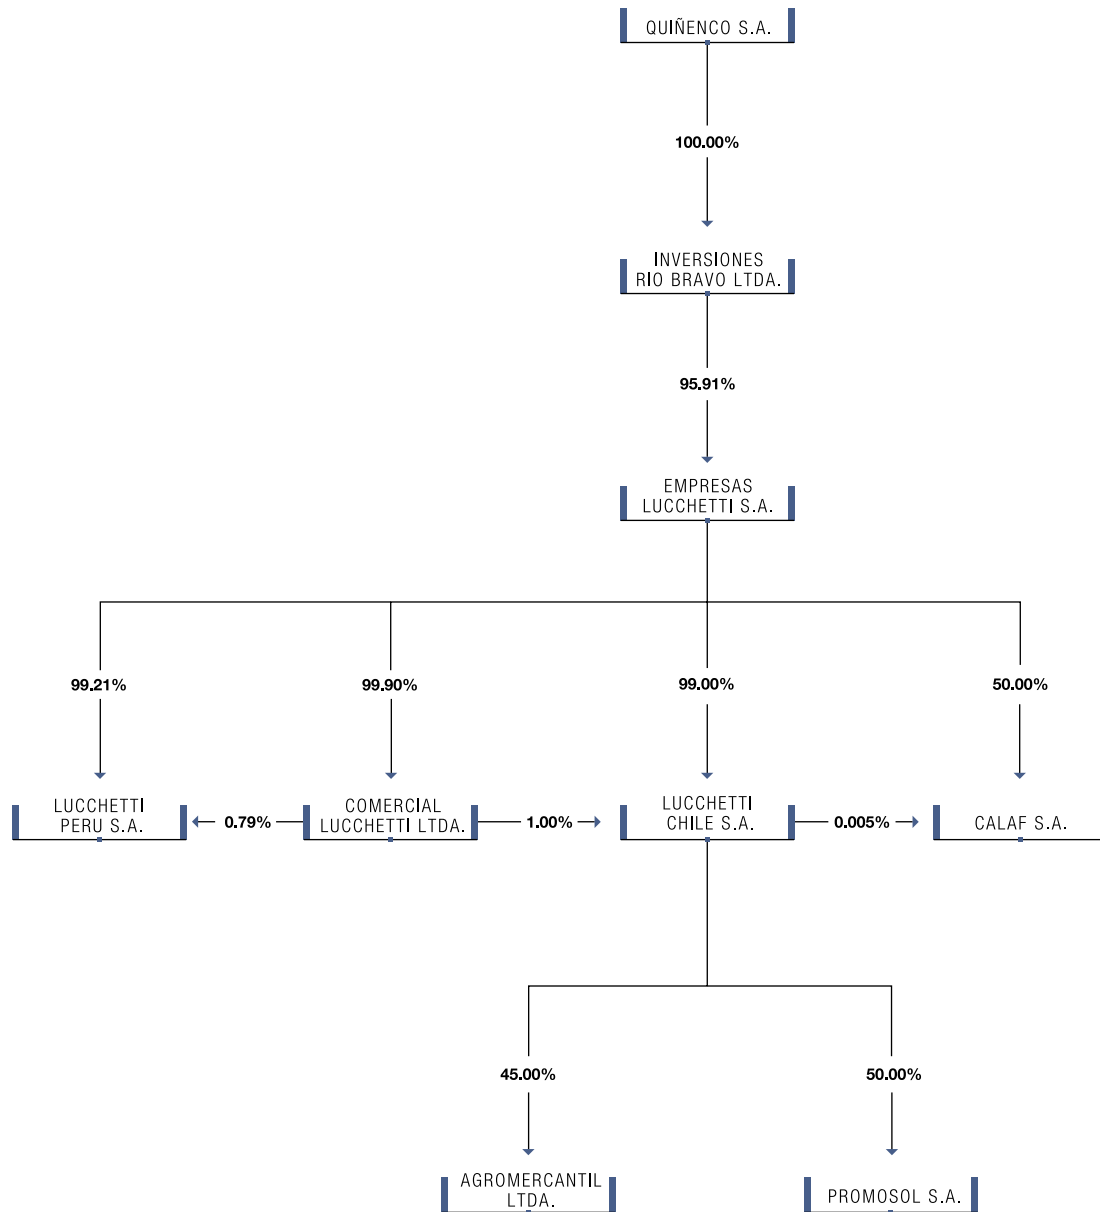 QUIÑENCO S.A.
100.00%
INVERSIONES
RIO BRAVO LTDA.
95.91%
EMPRESAS
LUCCHETTI S.A.
99.21%
99.90%
99.00%
50.00%
LUCCHETTI
PERU S.A.
0.79%
COMERCIAL
LUCCHETTI LTDA.
1.00%
LUCCHETTI
CHILE S.A.
0.005%
CALAF S.A.
45.00%
50.00%
AGROMERCANTIL
LTDA.
PROMOSOL S.A.